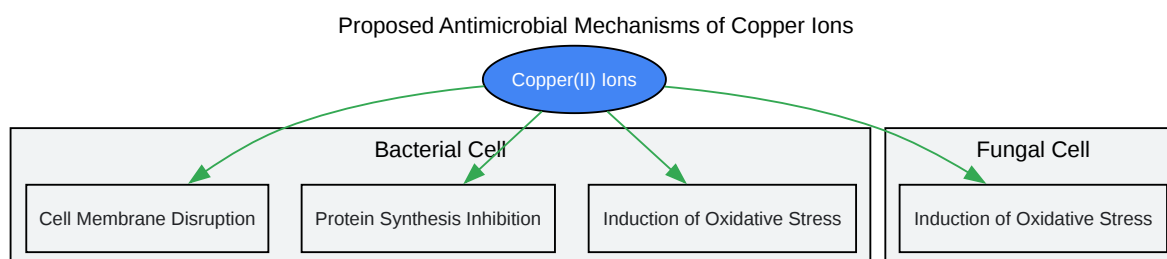 Proposed Antimicrobial Mechanisms of Copper Ions
Copper(II) Ions
Bacterial Cell
Fungal Cell
Cell Membrane Disruption
Protein Synthesis Inhibition
Induction of Oxidative Stress
Induction of Oxidative Stress